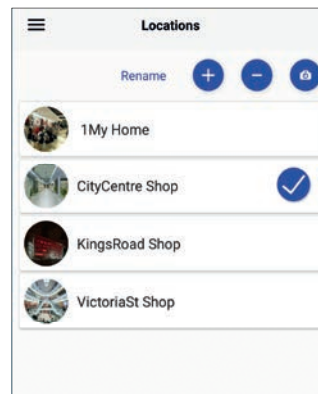 Locations
Rename
1My Home
CityCentre Shop
KingsRoad Shop
VictoriaSt Shop